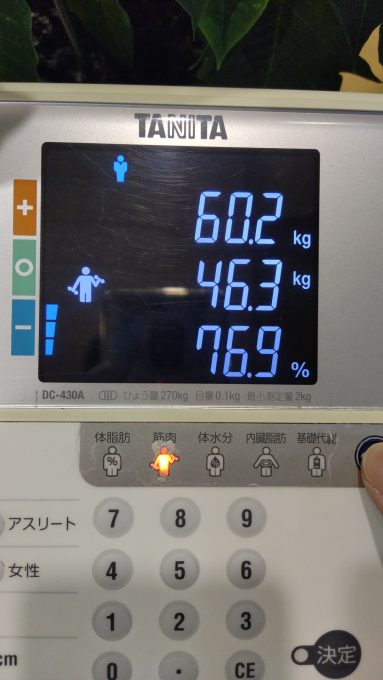 TANITA
60.2 kg
46.3 kg
76.9 %
DC-430A ひょう量270kg 目量0.1kg 最小測定量2kg
体脂肪 筋肉 体水分 内臓脂肪 基礎代謝
%
アスリート 7 8 9
女性 4 5 6
1 2 3
cm 0 · CE 決定